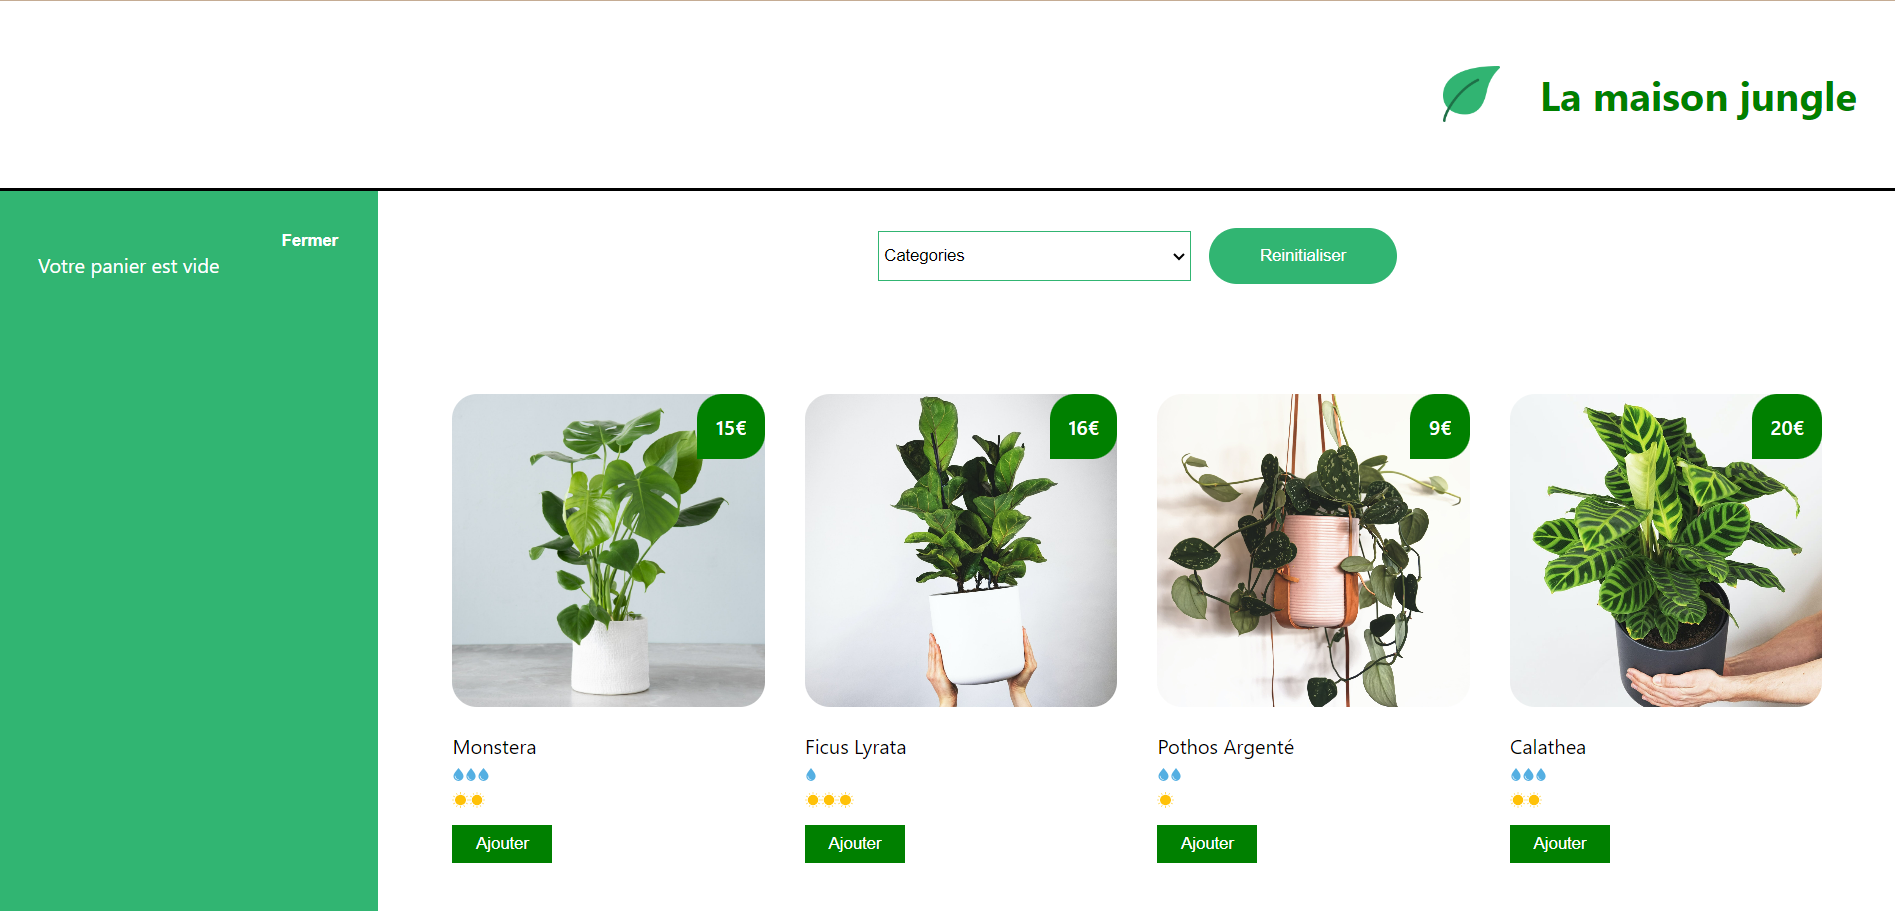 La maison jungle
Fermer
Votre panier est vide
Categories
Reinitialiser
15€
16€
9€
20€
Monstera
Ficus Lyrata
Pothos Argenté
Calathea
Ajouter
Ajouter
Ajouter
Ajouter